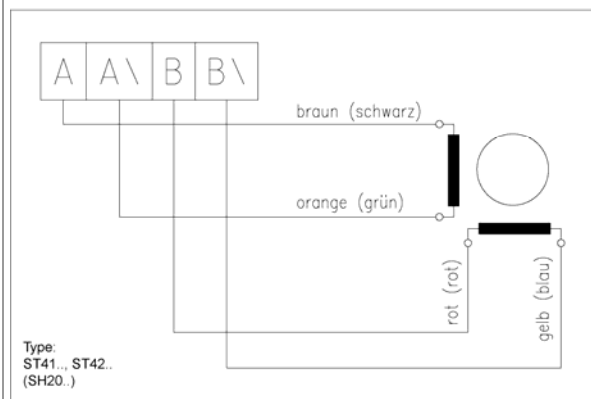 A A\ B B\
braun (schwarz)
orange (grün)
rot (rot)
gelb (blau)
Type:
ST41.., ST42..
(SH20..)